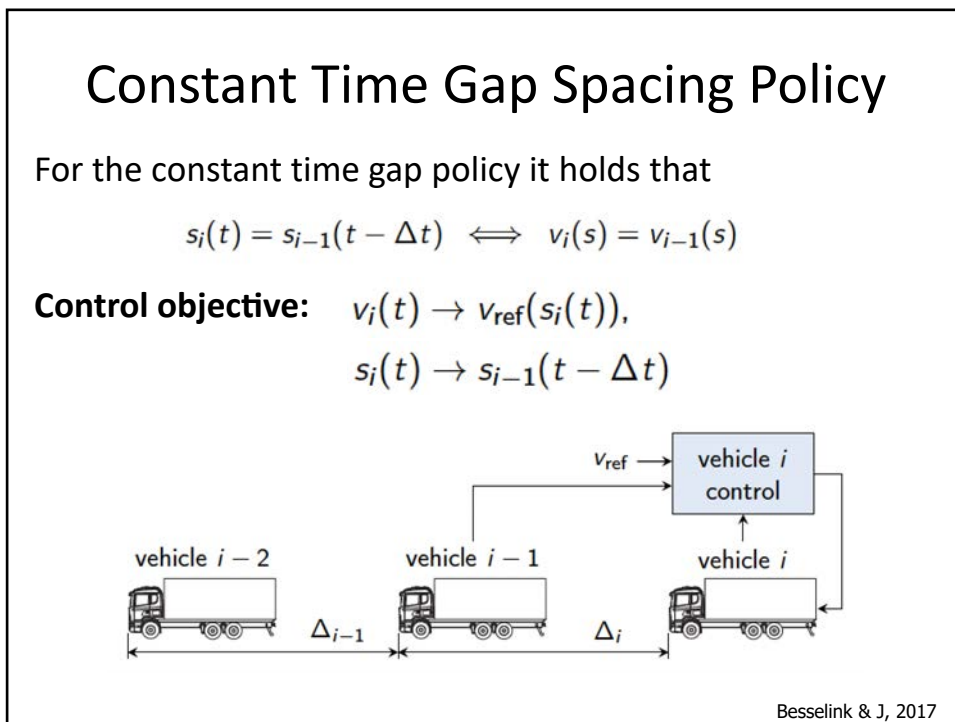 Constant Time Gap Spacing Policy
For the constant time gap policy it holds that
sᵢ(t) = sᵢ₋₁(t − Δt) ⟺ vᵢ(s) = vᵢ₋₁(s)
Control objective: vᵢ(t) → v_ref(sᵢ(t)),
sᵢ(t) → sᵢ₋₁(t − Δt)
v_ref
vehicle i
control
vehicle i − 2
vehicle i − 1
vehicle i
Δᵢ₋₁
Δᵢ
Besselink & J, 2017